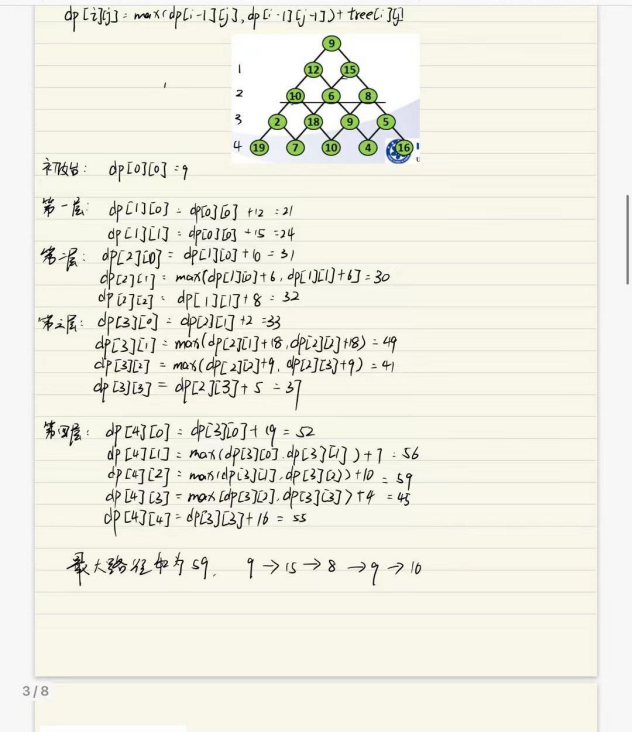 dp[i][j] = max(dp[i-1][j], dp[i-1][j-1]) + tree[i][j]
9
1 12 15
2 10 6 8
3 2 18 9 5
4 19 7 10 4 16
初始: dp[0][0] = 9
第一层: dp[1][0] = dp[0][0] + 12 = 21
dp[1][1] = dp[0][0] + 15 = 24
第二层: dp[2][0] = dp[1][0] + 10 = 31
dp[2][1] = max(dp[1][0]+6, dp[1][1]+6] = 30
dp[2][2] = dp[1][1] + 8 = 32
第三层: dp[3][0] = dp[2][1] + 2 = 33
dp[3][1] = max(dp[2][1]+18, dp[2][2]+18) = 49
dp[3][2] = max(dp[2][2]+9, dp[2][3]+9) = 41
dp[3][3] = dp[2][3] + 5 = 37
第四层: dp[4][0] = dp[3][0] + 19 = 52
dp[4][1] = max(dp[3][0], dp[3][1]) + 7 = 56
dp[4][2] = max(dp[3][1], dp[3][2)) + 10 = 59
dp[4][3] = max(dp[3][2], dp[3][3]) + 4 = 45
dp[4][4] = dp[3][3] + 16 = 55
最大路径和为 59, 9 → 15 → 8 → 9 → 10
3 / 8